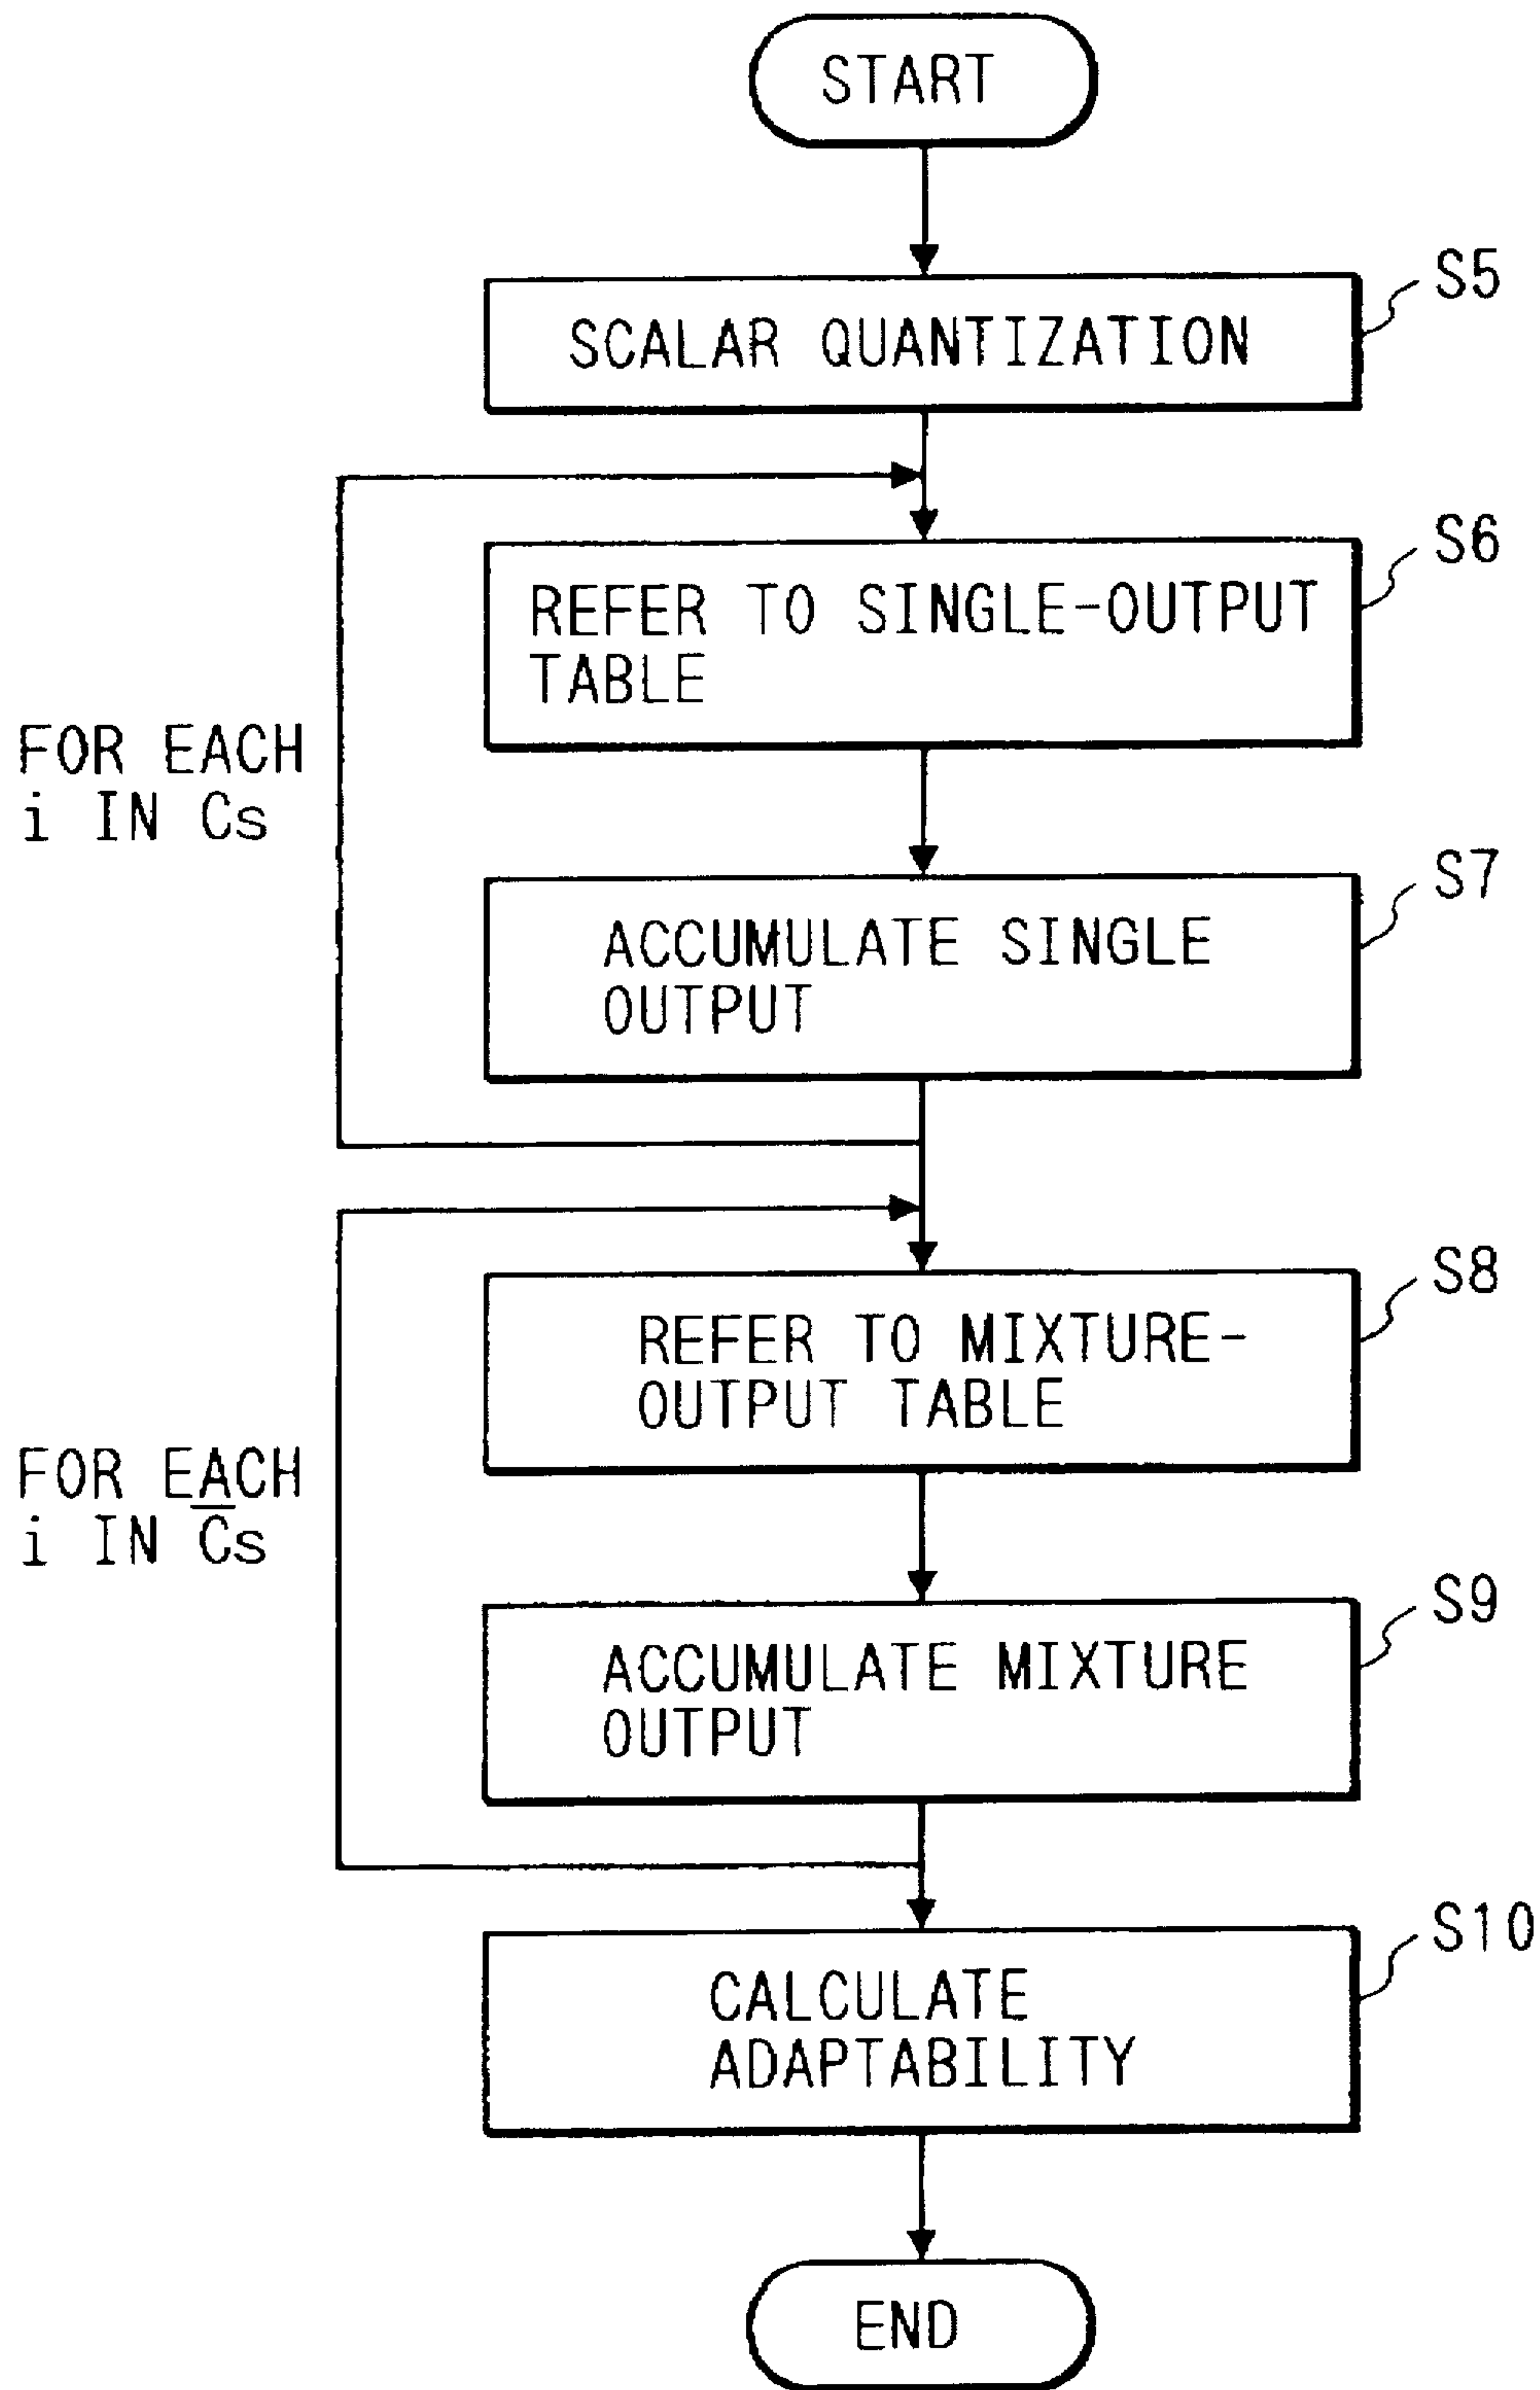 START
S5
SCALAR QUANTIZATION
S6
REFER TO SINGLE-OUTPUT
TABLE
FOR EACH
i IN Cs
S7
ACCUMULATE SINGLE
OUTPUT
S8
REFER TO MIXTURE-
OUTPUT TABLE
FOR EACH
i IN C̅s
S9
ACCUMULATE MIXTURE
OUTPUT
S10
CALCULATE
ADAPTABILITY
END